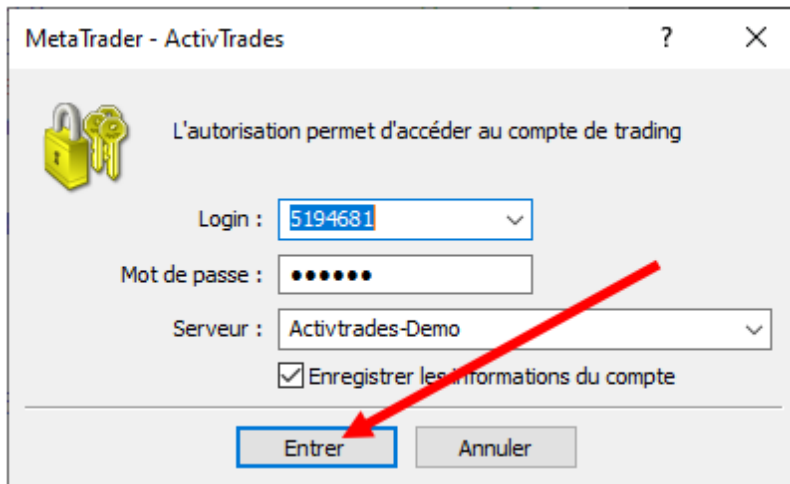 MetaTrader - ActivTrades ?
L'autorisation permet d'accéder au compte de trading
Login : 5194681
Mot de passe : ●●●●●●
Serveur : Activtrades-Demo
Enregistrer les informations du compte
Entrer Annuler